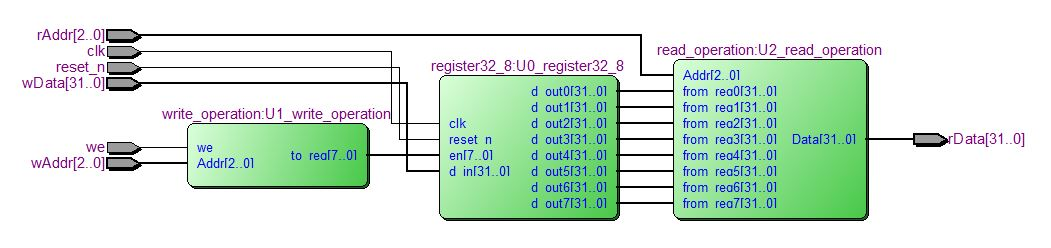 rAddr[2..0]
clk
reset_n
wData[31..0]
we
wAddr[2..0]
write_operation:U1_write_operation
we
Addr[2..0]
to_reg[7..0]
register32_8:U0_register32_8
clk
reset_n
en[7..0]
d_in[31..0]
d_out0[31..0]
d_out1[31..0]
d_out2[31..0]
d_out3[31..0]
d_out4[31..0]
d_out5[31..0]
d_out6[31..0]
d_out7[31..0]
read_operation:U2_read_operation
Addr[2..0]
from_reg0[31..0]
from_reg1[31..0]
from_reg2[31..0]
from_reg3[31..0]
from_reg4[31..0]
from_reg5[31..0]
from_reg6[31..0]
from_reg7[31..0]
Data[31..0]
rData[31..0]